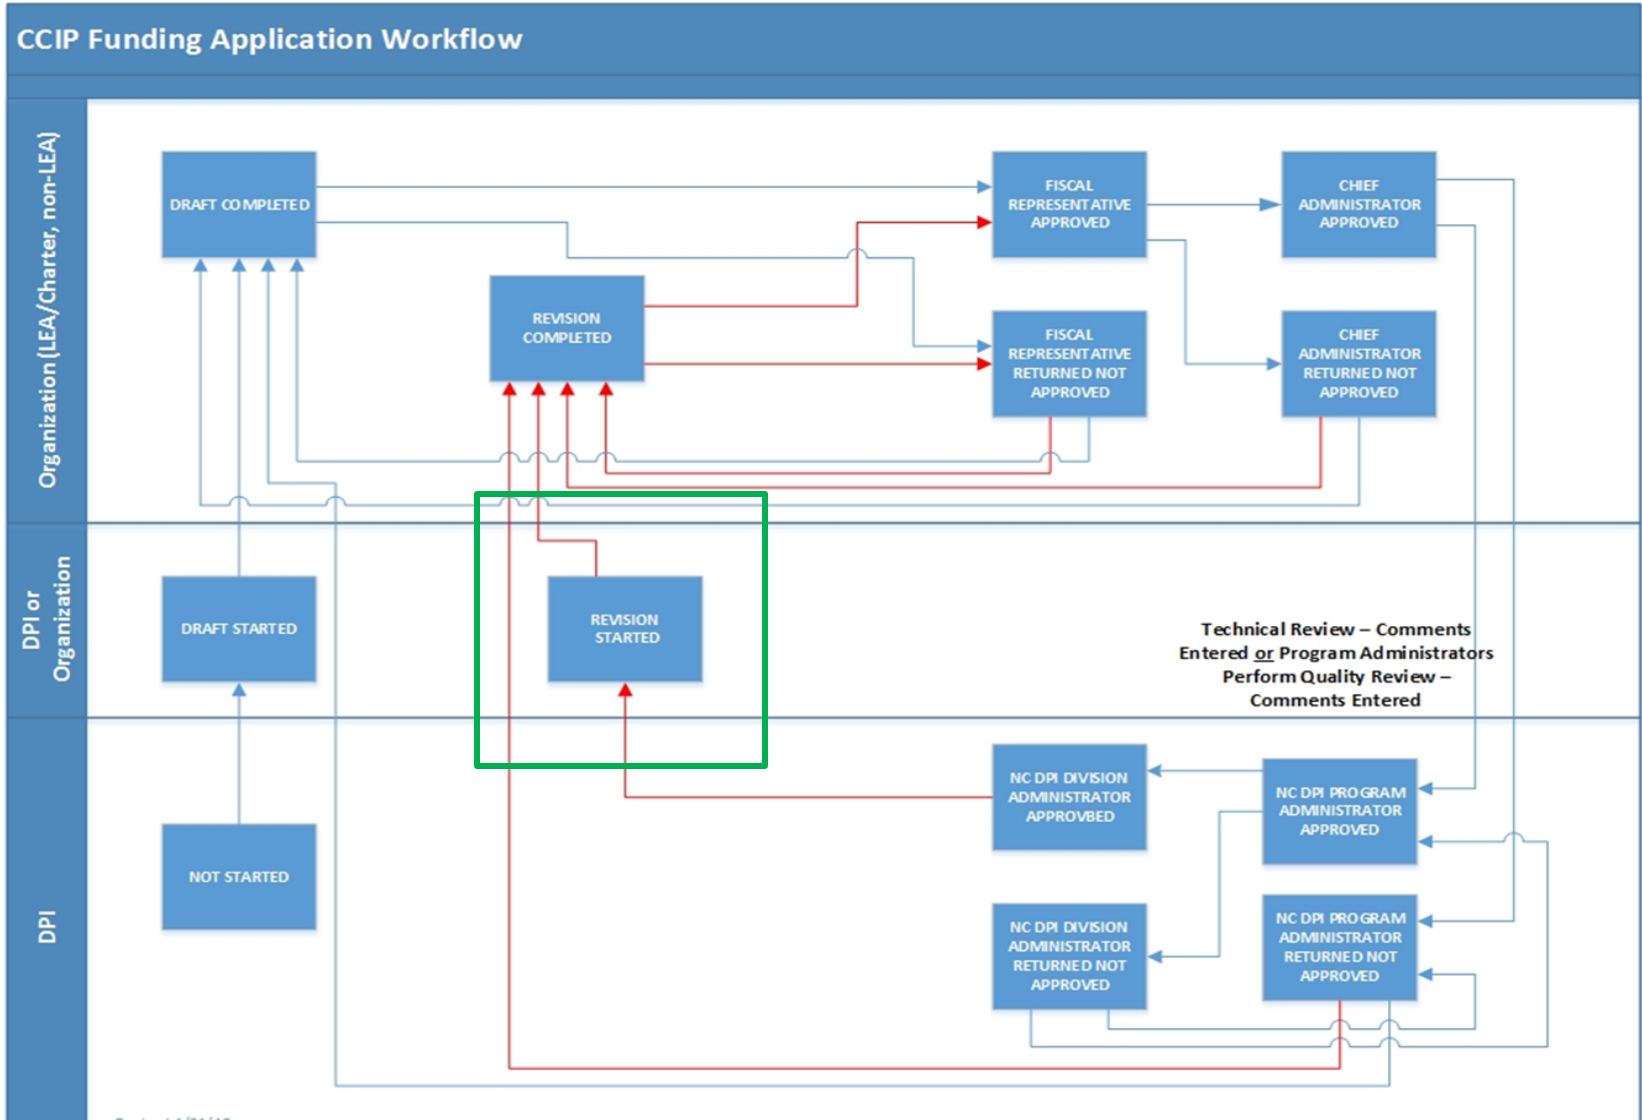 CCIP Funding Application Workflow
Organization (LEA/Charter, non-LEA)
DRAFT COMPLETED
FISCAL
REPRESENTATIVE
APPROVED
CHIEF
ADMINISTRATOR
APPROVED
REVISION
COMPLETED
FISCAL
REPRESENTATIVE
RETURNED NOT
APPROVED
CHIEF
ADMINISTRATOR
RETURNED NOT
APPROVED
DPI or
Organization
DRAFT STARTED
REVISION
STARTED
Technical Review – Comments
Entered or Program Administrators
Perform Quality Review –
Comments Entered
DPI
NOT STARTED
NC DPI DIVISION
ADMINISTRATOR
APPROVBED
NC DPI PROGRAM
ADMINISTRATOR
APPROVED
NC DPI DIVISION
ADMINISTRATOR
RETURNED NOT
APPROVED
NC DPI PROGRAM
ADMINISTRATOR
RETURNED NOT
APPROVED